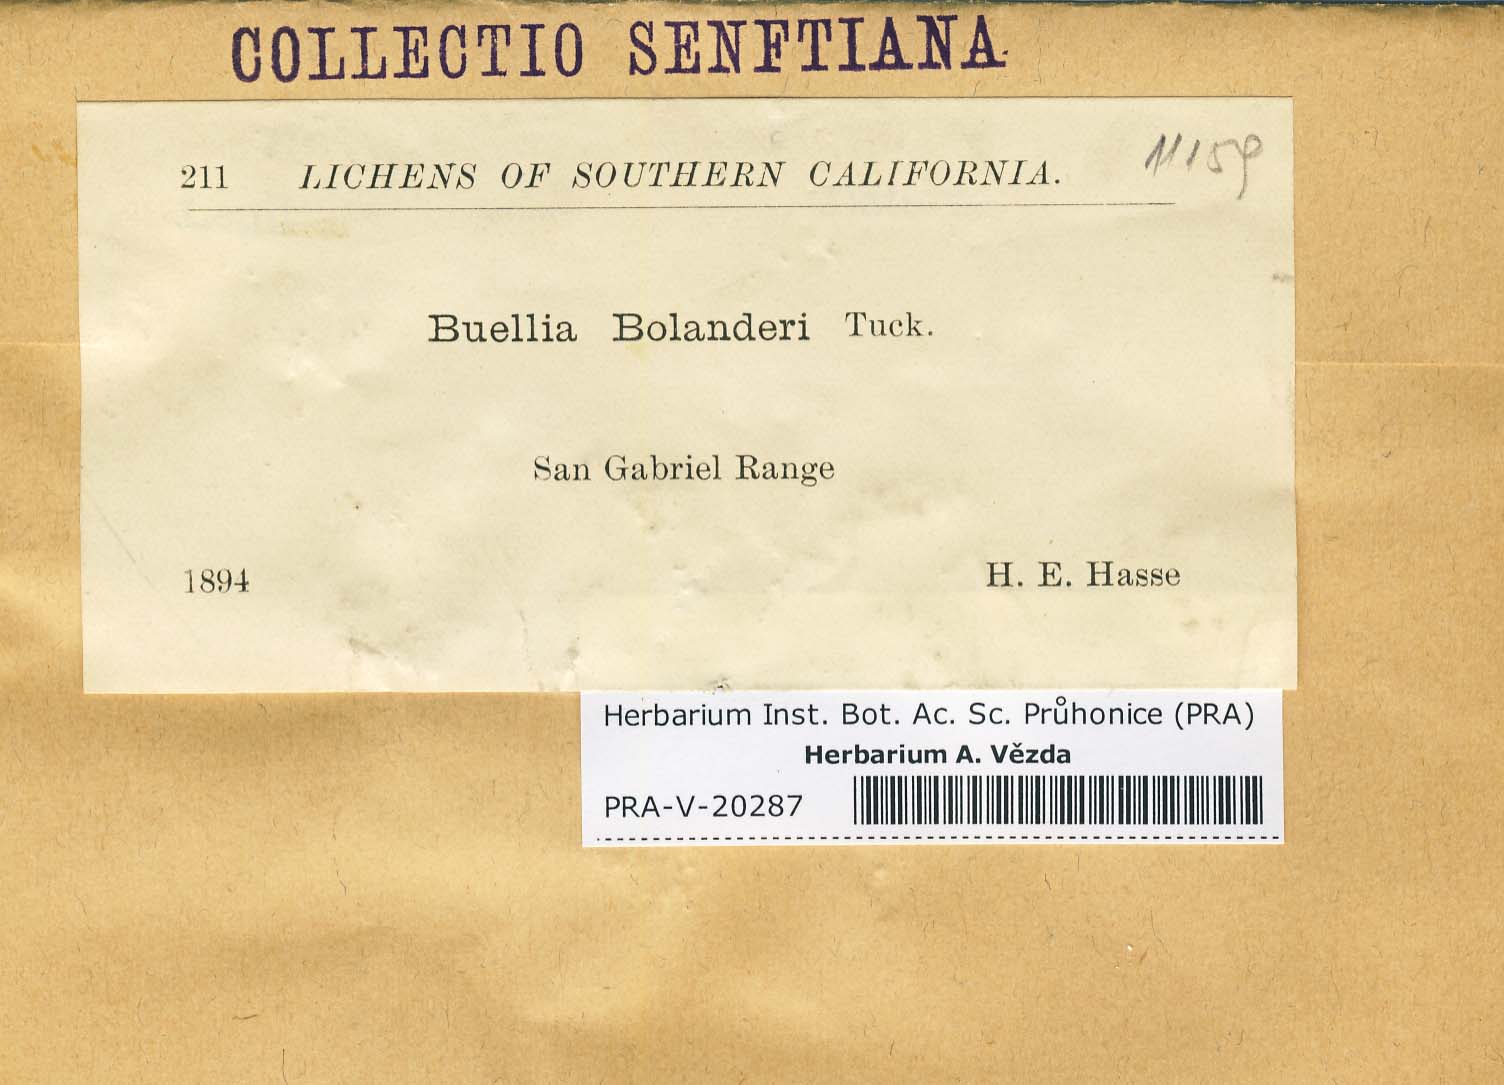 COLLECTIO SENFTIANA
211 LICHENS OF SOUTHERN CALIFORNIA. 11159
Buellia Bolanderi Tuck.
San Gabriel Range
1894 H. E. Hasse
Herbarium Inst. Bot. Ac. Sc. Průhonice (PRA)
Herbarium A. Vězda
PRA-V-20287